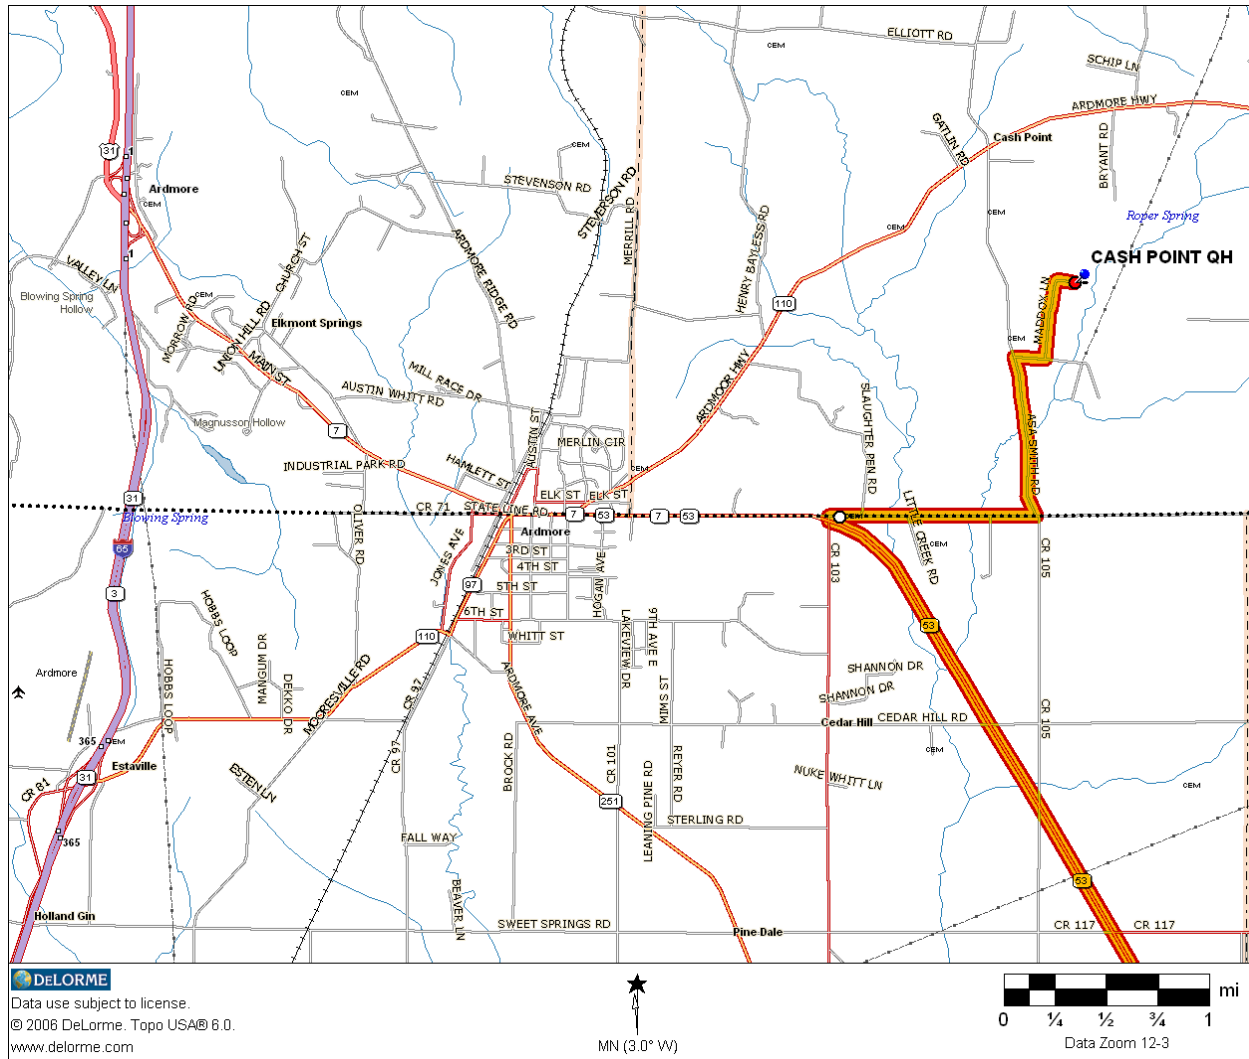 ELLIOTT RD
CEM
SCHIP LN
CEM
ARDMORE HWY
31
1
CEM
GATLIN RD
Cash Point
BRYANT RD
Ardmore
STEVENSON RD
STEVERSON RD
CEM
MERRILL RD
HENRY BAYLESS RD
CEM
CEM
Roper Spring
1
VALLEY LN
CHURCH ST
ARDMORE RIDGE RD
CASH POINT QH
Blowing Spring
Hollow
CEM
MORROW RD
UNION HILL RD
Elkmont Springs
110
MADDOX LN
CEM
MAIN ST
MILL RACE DR
AUSTIN WHITT RD
ARDMOOR HWY
SLAUGHTER PEN RD
Magnusson Hollow
7
AUSTIN ST
MERLIN CIR
ASA SMITH RD
INDUSTRIAL PARK RD
HAMLETT ST
CEM
31
ELK ST
ELK ST
LITTLE CREEK RD
CR 71
STATE LINE RD
7
53
7
53
CEM
Blowing Spring
OLIVER RD
Ardmore
65
JONES AVE
3RD ST
4TH ST
5TH ST
6TH ST
HOGAN AVE
CR 103
CEM
CR 105
3
97
HOBBS LOOP
110
WHITT ST
LAKEVIEW DR
9TH AVE E
53
Ardmore
HOBBS LOOP
MANGUM DR
DEKKO DR
MOORESVILLE RD
CR 97
ARDMORE AVE
MIMS ST
SHANNON DR
SHANNON DR
Cedar Hill
CEDAR HILL RD
CR 105
365
CEM
Estaville
31
CR 81
ESTEN LN
CR 97
BROCK RD
CR 101
REYER RD
LEANING PINE RD
NUKE WHITT LN
CEM
CEM
251
STERLING RD
365
FALL WAY
BEAVER LN
53
Holland Gin
SWEET SPRINGS RD
Pine Dale
CR 117
CR 117
DELORME
Data use subject to license.
© 2006 DeLorme. Topo USA® 6.0.
www.delorme.com
MN (3.0° W)
mi
0 ¼ ½ ¾ 1
Data Zoom 12-3